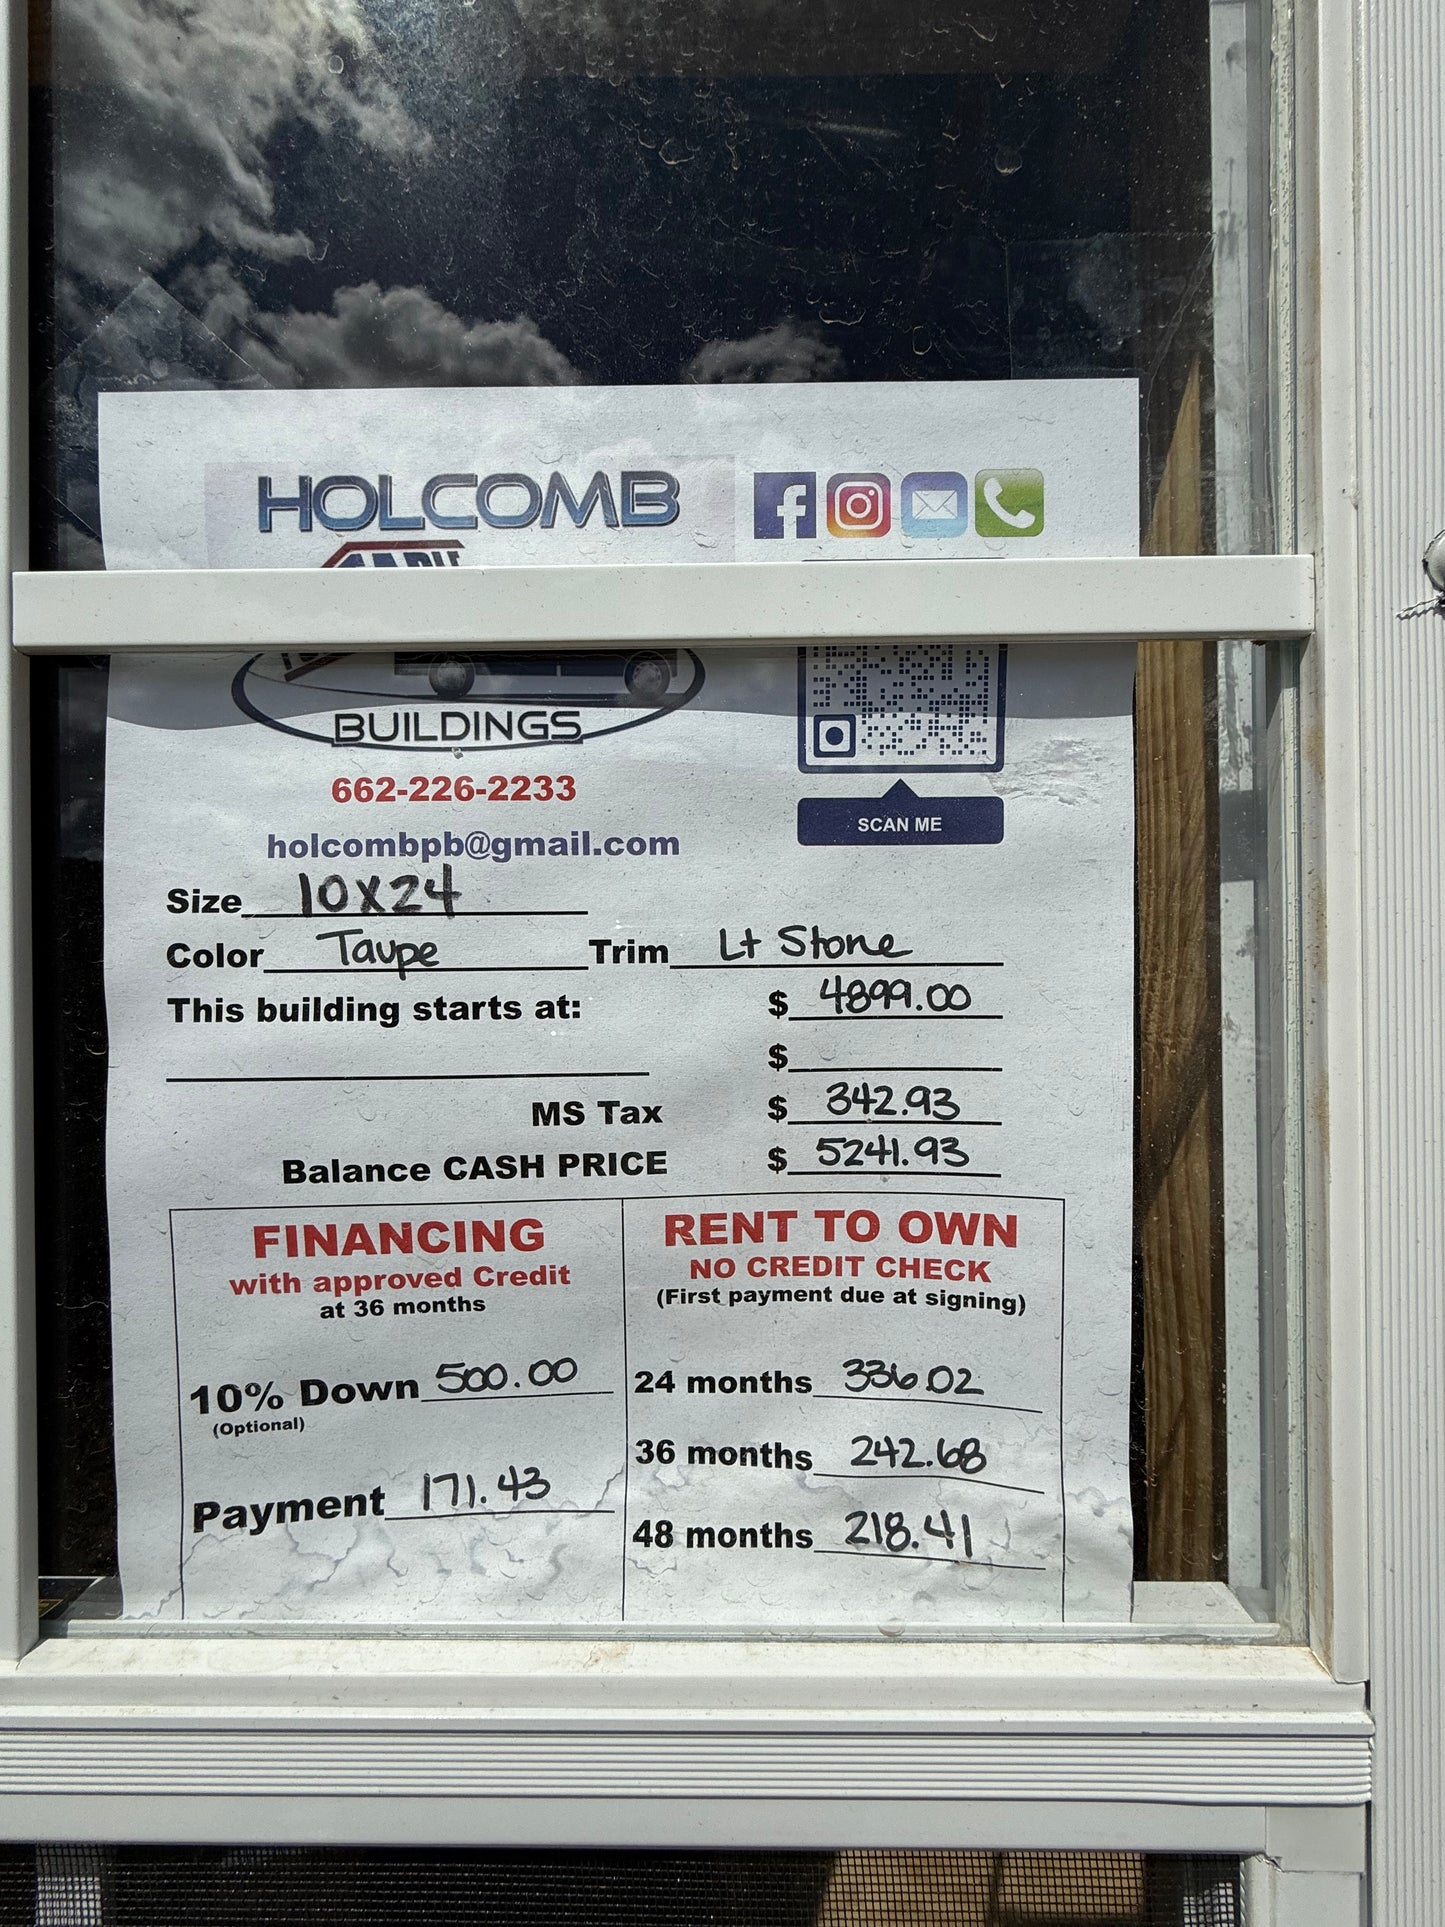 HOLCOMB
BUILDINGS
662-226-2233
holcombpb@gmail.com
SCAN ME
Size 10X24
Color Taupe Trim Lt Stone
This building starts at: $ 4899.00
$
MS Tax $ 342.93
Balance CASH PRICE $ 5241.93
FINANCING
with approved Credit
at 36 months
10% Down 500.00
(Optional)
Payment 171.43
RENT TO OWN
NO CREDIT CHECK
(First payment due at signing)
24 months 336.02
36 months 242.68
48 months 218.41